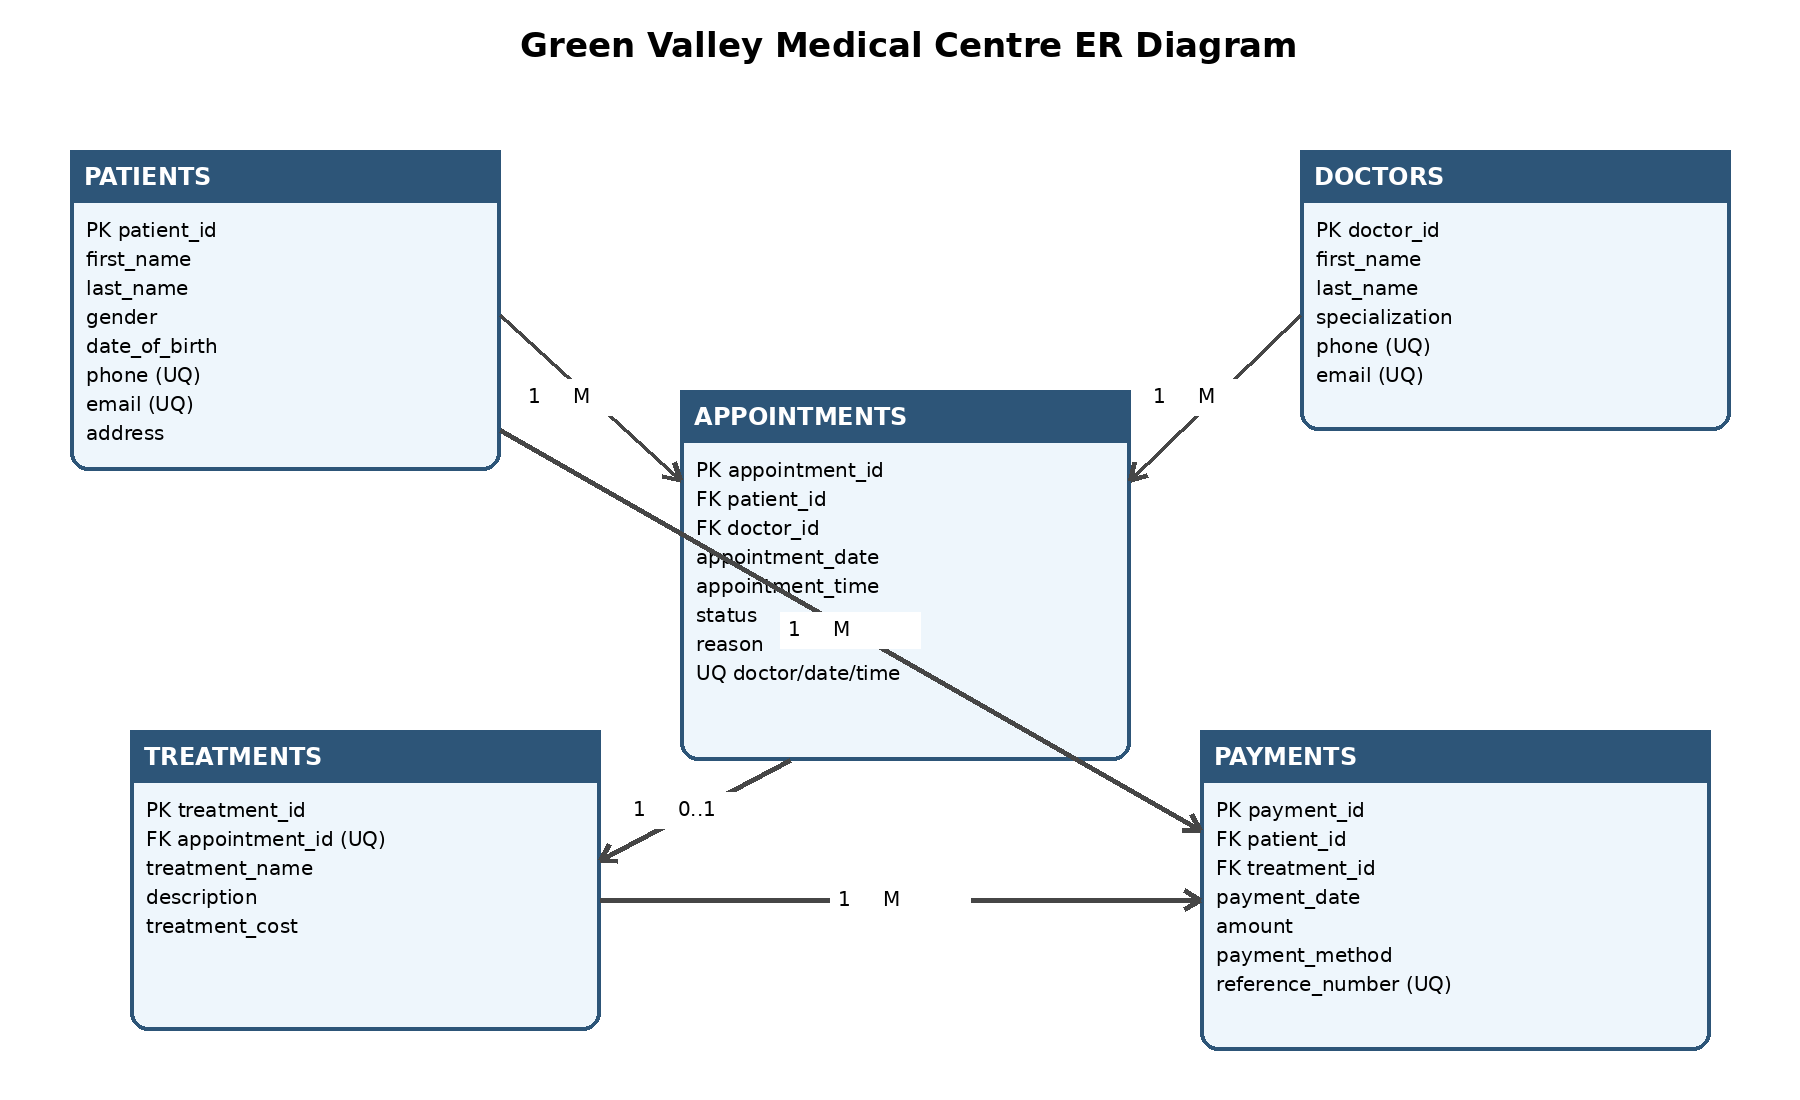 Green Valley Medical Centre ER Diagram
PATIENTS
PK patient_id
first_name
last_name
gender
date_of_birth
phone (UQ)
email (UQ)
address
DOCTORS
PK doctor_id
first_name
last_name
specialization
phone (UQ)
email (UQ)
1 M
1 M
APPOINTMENTS
PK appointment_id
FK patient_id
FK doctor_id
appointment_date
appointment_time
status
reason
UQ doctor/date/time
1 M
TREATMENTS
PK treatment_id
FK appointment_id (UQ)
treatment_name
description
treatment_cost
1 0..1
1 M
PAYMENTS
PK payment_id
FK patient_id
FK treatment_id
payment_date
amount
payment_method
reference_number (UQ)